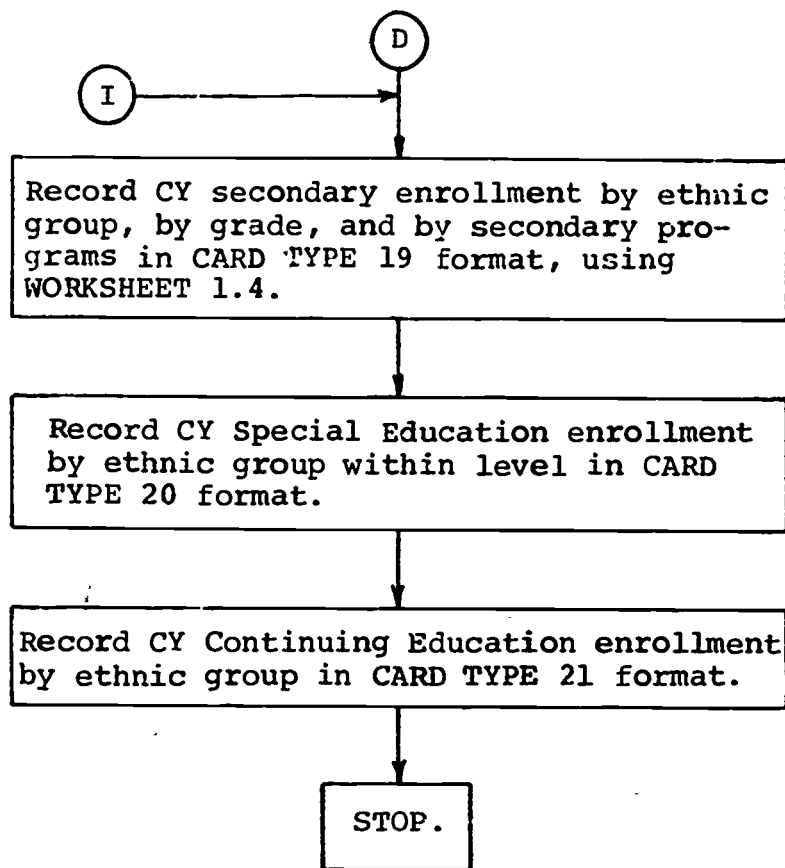 D
I
Record CY secondary enrollment by ethnic
group, by grade, and by secondary pro-
grams in CARD TYPE 19 format, using
WORKSHEET 1.4.
Record CY Special Education enrollment
by ethnic group within level in CARD
TYPE 20 format.
Record CY Continuing Education enrollment
by ethnic group in CARD TYPE 21 format.
STOP.